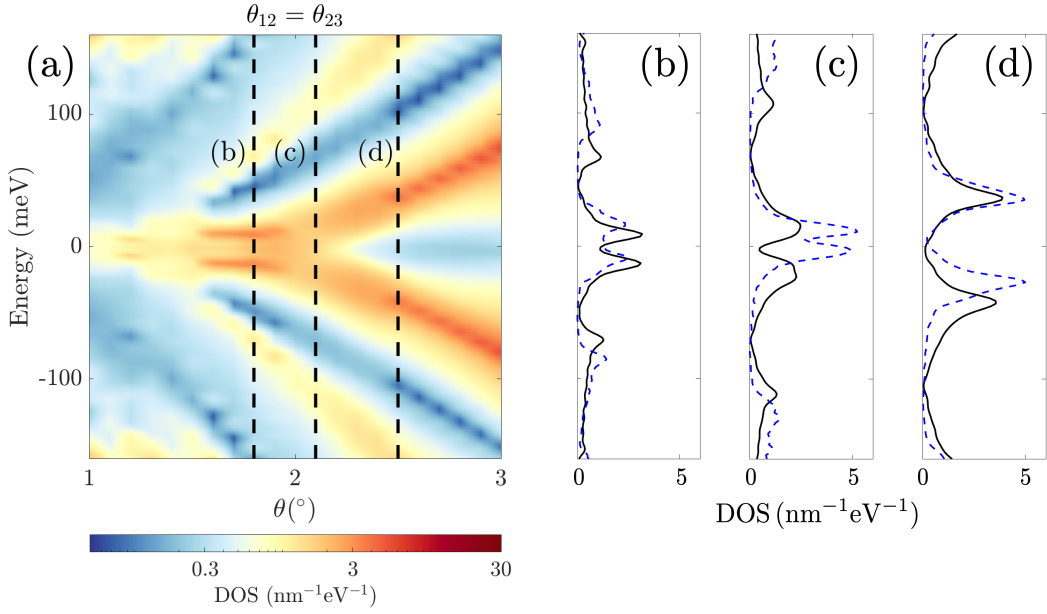 θ₁₂ = θ₂₃
(a)
(b)
(c)
(d)
100
0
-100
Energy (meV)
1
2
3
θ(°)
0.3
3
30
DOS (nm⁻¹eV⁻¹)
(b)
(c)
(d)
0
5
0
5
0
5
DOS (nm⁻¹eV⁻¹)